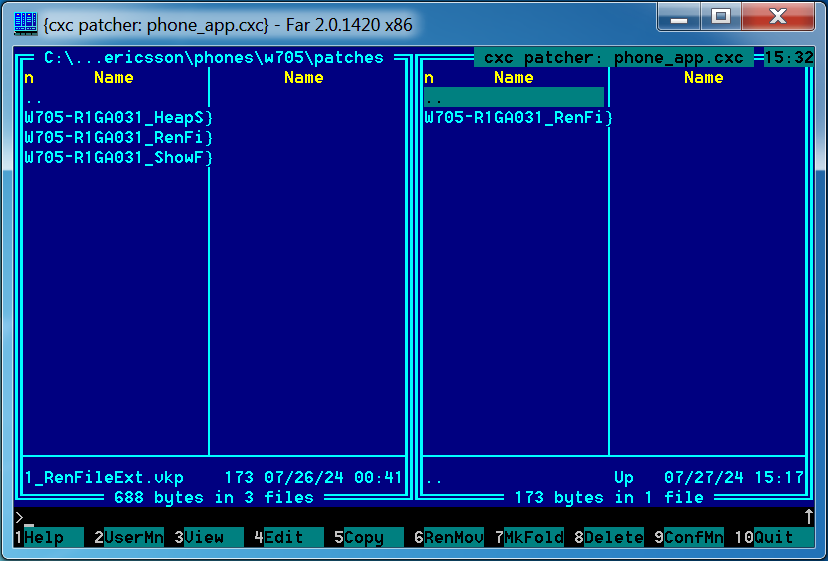 {cxc patcher: phone_app.cxc} - Far 2.0.1420 x86
C:\...ericsson\phones\w705\patches
cxc patcher: phone_app.cxc 15:32
n Name Name n Name Name
.. ..
W705-R1GA031_HeapS} W705-R1GA031_RenFi}
W705-R1GA031_RenFi}
W705-R1GA031_ShowF}
1_RenFileExt.vkp 173 07/26/24 00:41 .. Up 07/27/24 15:17
688 bytes in 3 files 173 bytes in 1 file
>_ ↑
1Help 2UserMn 3View 4Edit 5Copy 6RenMov 7MkFold 8Delete 9ConfMn 10Quit